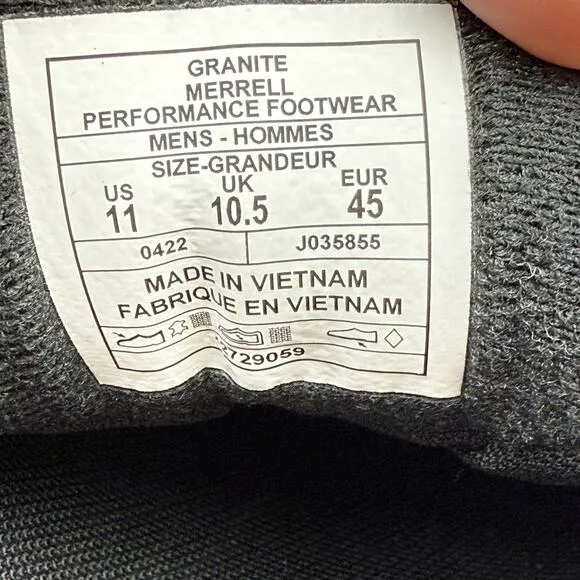 GRANITE
MERRELL
PERFORMANCE FOOTWEAR
MENS - HOMMES
SIZE-GRANDEUR
US UK EUR
11 10.5 45
0422 J035855
MADE IN VIETNAM
FABRIQUE EN VIETNAM
2729059